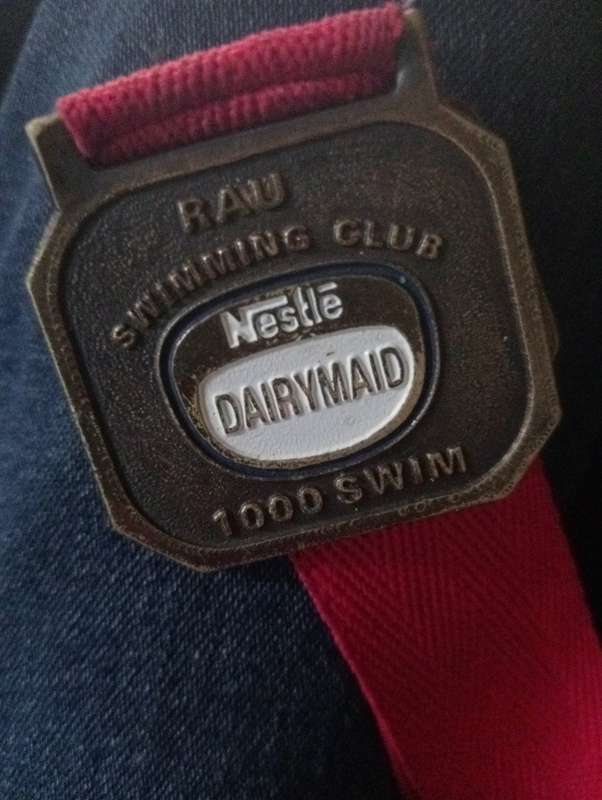 RAU
SWIMMING CLUB
Nestlé
DAIRYMAID
1000 SWIM